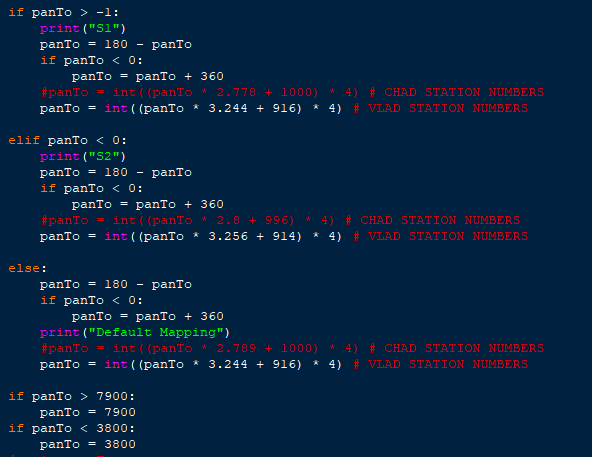 if panTo > -1:
    print("S1")
    panTo = 180 - panTo
    if panTo < 0:
        panTo = panTo + 360
    #panTo = int((panTo * 2.778 + 1000) * 4) # CHAD STATION NUMBERS
    panTo = int((panTo * 3.244 + 916) * 4) # VLAD STATION NUMBERS

elif panTo < 0:
    print("S2")
    panTo = 180 - panTo
    if panTo < 0:
        panTo = panTo + 360
    #panTo = int((panTo * 2.8 + 996) * 4) # CHAD STATION NUMBERS
    panTo = int((panTo * 3.256 + 914) * 4) # VLAD STATION NUMBERS

else:
    panTo = 180 - panTo
    if panTo < 0:
        panTo = panTo + 360
    print("Default Mapping")
    #panTo = int((panTo * 2.789 + 1000) * 4) # CHAD STATION NUMBERS
    panTo = int((panTo * 3.244 + 916) * 4) # VLAD STATION NUMBERS

if panTo > 7900:
    panTo = 7900
if panTo < 3800:
    panTo = 3800